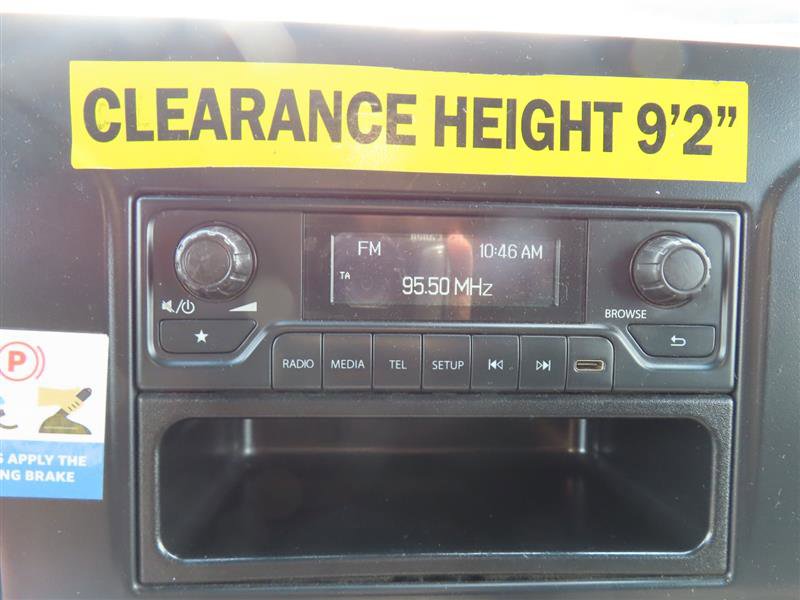 CLEARANCE HEIGHT 9'2"
FM 10:46 AM
TA
95.50 MHz
BROWSE
RADIO MEDIA TEL SETUP
P
S APPLY THE
NG BRAKE